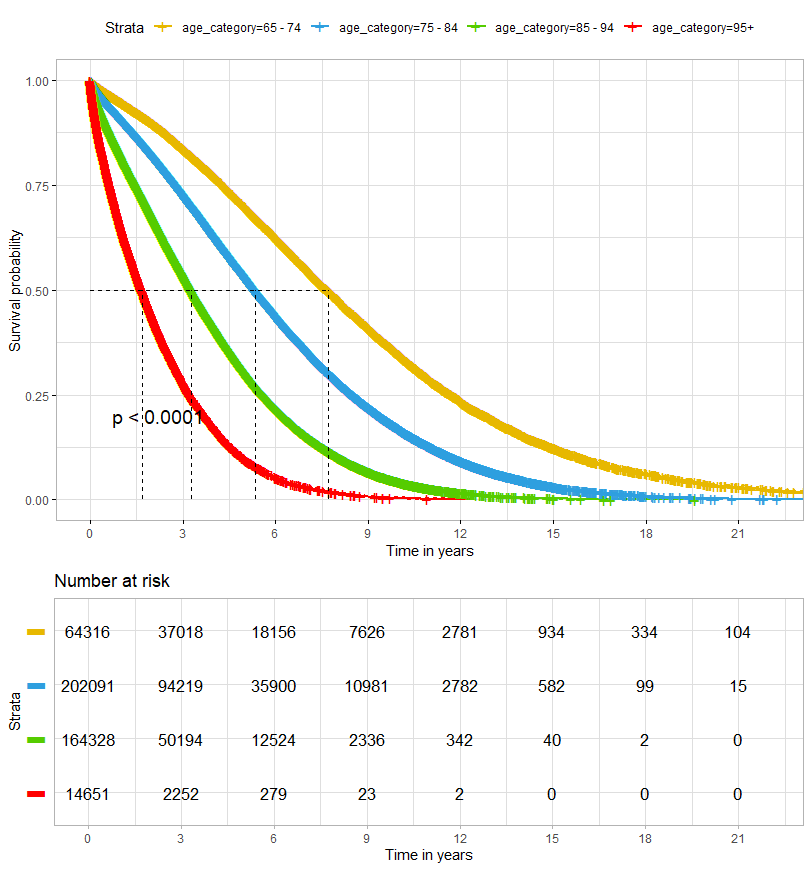 Strata age_category=65 - 74 age_category=75 - 84 age_category=85 - 94 age_category=95+
1.00
0.75
0.50
0.25
0.00
Survival probability
p < 0.0001
0 3 6 9 12 15 18 21
Time in years
Number at risk
64316 37018 18156 7626 2781 934 334 104
202091 94219 35900 10981 2782 582 99 15
164328 50194 12524 2336 342 40 2 0
14651 2252 279 23 2 0 0 0
Strata
0 3 6 9 12 15 18 21
Time in years